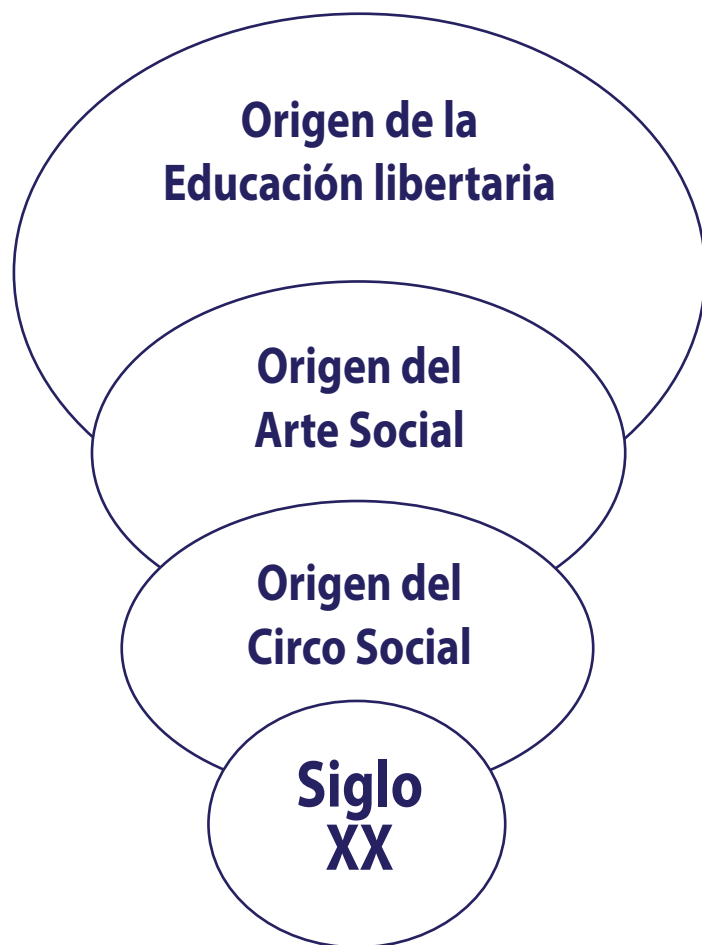 Origen de la
Educación libertaria
Origen del
Arte Social
Origen del
Circo Social
Siglo
XX